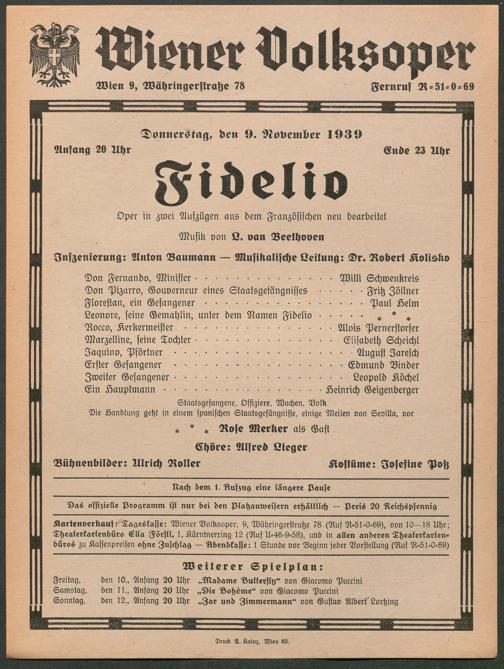 Wiener Volksoper
Wien 9, Währingerstraße 78 Fernruf R=51=0=69
Donnerstag, den 9. November 1939
Anfang 20 Uhr Ende 23 Uhr
Fidelio
Oper in zwei Aufzügen aus dem Französischen neu bearbeitet
Musik von L. van Beethoven
Inszenierung: Anton Baumann — Musikalische Leitung: Dr. Robert Kolisko
Don Fernando, Minister · · · Willi Schwenkreis
Don Pizarro, Gouverneur eines Staatsgefängnisses · · · Fritz Zöllner
Florestan, ein Gefangener · · · Paul Helm
Leonore, seine Gemahlin, unter dem Namen Fidelio · · · * * *
Rocco, Kerkermeister · · · Alois Pernerstorfer
Marzelline, seine Tochter · · · Elisabeth Scheichl
Jaquino, Pförtner · · · August Jaresch
Erster Gefangener · · · Edmund Binder
Zweiter Gefangener · · · Leopold Köchel
Ein Hauptmann · · · Heinrich Geigenberger
Staatsgefangene, Offiziere, Wachen, Volk
Die Handlung geht in einem spanischen Staatsgefängnisse, einige Meilen von Sevilla, vor
* * * Rose Merker als Gast
Chöre: Alfred Lieger
Bühnenbilder: Ulrich Roller Kostüme: Josefine Poß
Nach dem 1. Aufzug eine längere Pause
Das offizielle Programm ist nur bei den Platzanweisern erhältlich — Preis 20 Reichspfennig
Kartenverkauf: Tageskasse: Wiener Volksoper, 9, Währingerstraße 78 (Ruf R-51-0-69), von 10—18 Uhr;
Theaterkartenbüro Ella Förstl, 1, Kärntnerring 12 (Ruf U-46-9-58), und in allen anderen Theaterkarten-
büros zu Kassenpreisen ohne Zuschlag — Abendkasse: 1 Stunde vor Beginn jeder Vorstellung (Ruf R-51-0-69)
Weiterer Spielplan:
Freitag, den 10., Anfang 20 Uhr „Madame Butterfly“ von Giacomo Puccini
Samstag, den 11., Anfang 20 Uhr „Die Bohème“ von Giacomo Puccini
Sonntag, den 12., Anfang 20 Uhr „Zar und Zimmermann“ von Gustav Albert Lortzing
Druck A. Kainz, Wien 65.